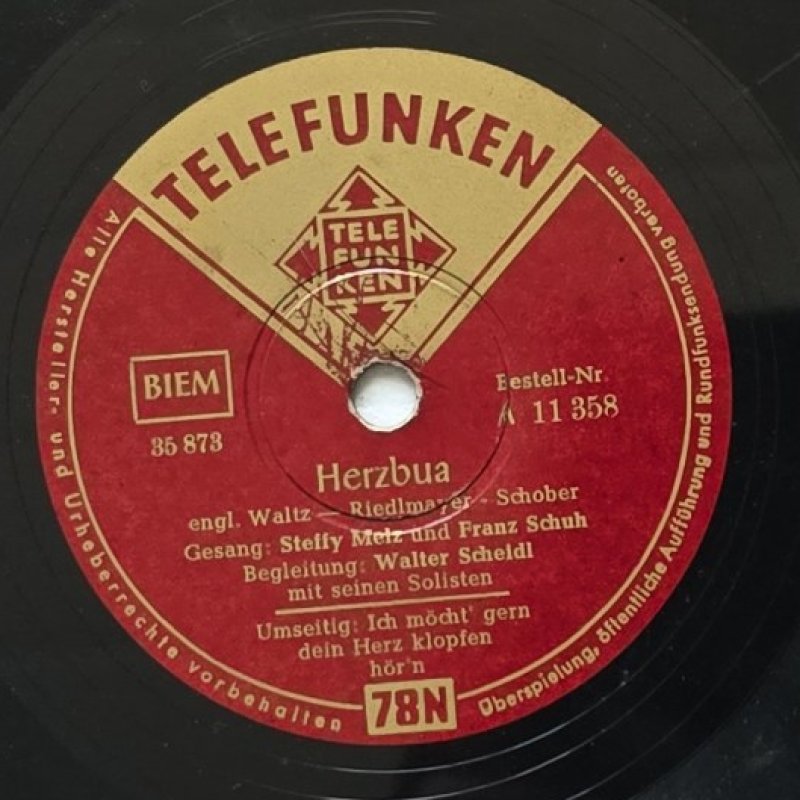 TELEFUNKEN
TELE
FUN
KEN
BIEM
35 873
Bestell-Nr.
A 11 358
Herzbua
engl. Waltz — Riedlmayer - Schober
Gesang: Steffy Melz und Franz Schuh
Begleitung: Walter Scheidl
mit seinen Solisten
Umseitig: Ich möcht' gern
dein Herz klopfen
hör'n
78N
Alle Hersteller- und Urheberrechte vorbehalten
Überspielung, öffentliche Aufführung und Rundfunksendung verboten